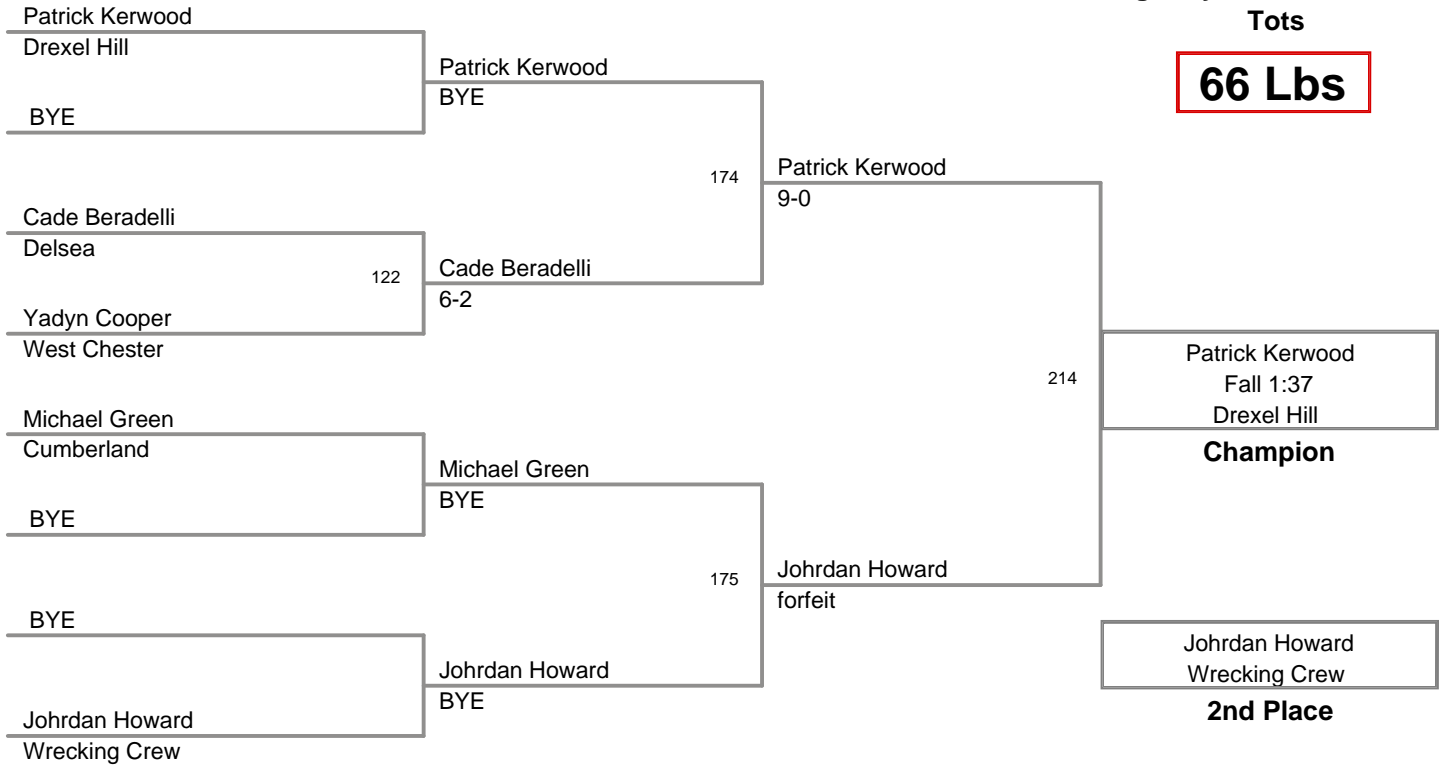 Tots
66 Lbs
Patrick Kerwood
Drexel Hill
BYE
Cade Beradelli
Delsea
Yadyn Cooper
West Chester
Michael Green
Cumberland
BYE
BYE
Johrdan Howard
Wrecking Crew
Patrick Kerwood
BYE
122
Cade Beradelli
6-2
Michael Green
BYE
Johrdan Howard
BYE
174
Patrick Kerwood
9-0
175
Johrdan Howard
forfeit
214
Patrick Kerwood
Fall 1:37
Drexel Hill
Champion
Johrdan Howard
Wrecking Crew
2nd Place